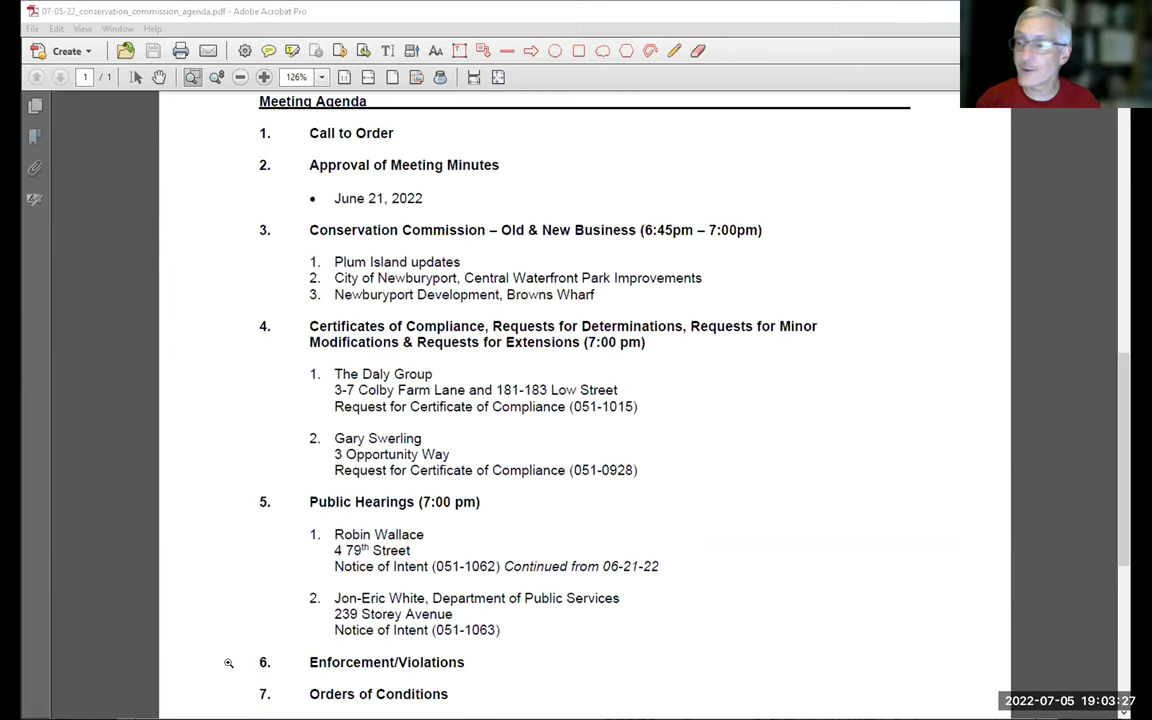 07-05-22_conservation_commission_agenda.pdf - Adobe Acrobat Pro
File Edit View Window Help
Create
1 / 1 126%
Meeting Agenda
1. Call to Order
2. Approval of Meeting Minutes
• June 21, 2022
3. Conservation Commission – Old & New Business (6:45pm – 7:00pm)
1. Plum Island updates
2. City of Newburyport, Central Waterfront Park Improvements
3. Newburyport Development, Browns Wharf
4. Certificates of Compliance, Requests for Determinations, Requests for Minor
Modifications & Requests for Extensions (7:00 pm)
1. The Daly Group
3-7 Colby Farm Lane and 181-183 Low Street
Request for Certificate of Compliance (051-1015)
2. Gary Swerling
3 Opportunity Way
Request for Certificate of Compliance (051-0928)
5. Public Hearings (7:00 pm)
1. Robin Wallace
4 79th Street
Notice of Intent (051-1062) Continued from 06-21-22
2. Jon-Eric White, Department of Public Services
239 Storey Avenue
Notice of Intent (051-1063)
6. Enforcement/Violations
7. Orders of Conditions
2022-07-05 19:03:27